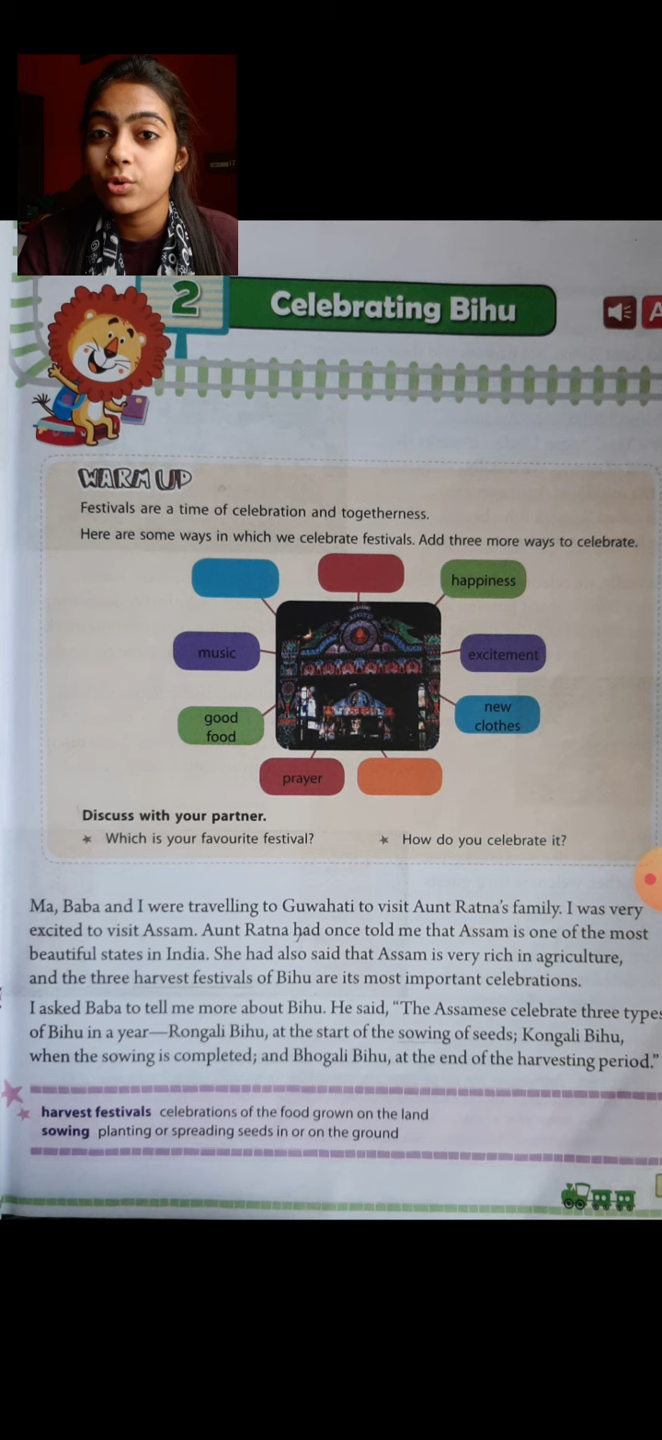 2
Celebrating Bihu
A
WARM UP
Festivals are a time of celebration and togetherness.
Here are some ways in which we celebrate festivals. Add three more ways to celebrate.
happiness
music
excitement
good
food
new
clothes
prayer
Discuss with your partner.
★ Which is your favourite festival?
★ How do you celebrate it?
Ma, Baba and I were travelling to Guwahati to visit Aunt Ratna's family. I was very
excited to visit Assam. Aunt Ratna had once told me that Assam is one of the most
beautiful states in India. She had also said that Assam is very rich in agriculture,
and the three harvest festivals of Bihu are its most important celebrations.
I asked Baba to tell me more about Bihu. He said, “The Assamese celebrate three types
of Bihu in a year—Rongali Bihu, at the start of the sowing of seeds; Kongali Bihu,
when the sowing is completed; and Bhogali Bihu, at the end of the harvesting period.”
harvest festivals celebrations of the food grown on the land
sowing planting or spreading seeds in or on the ground